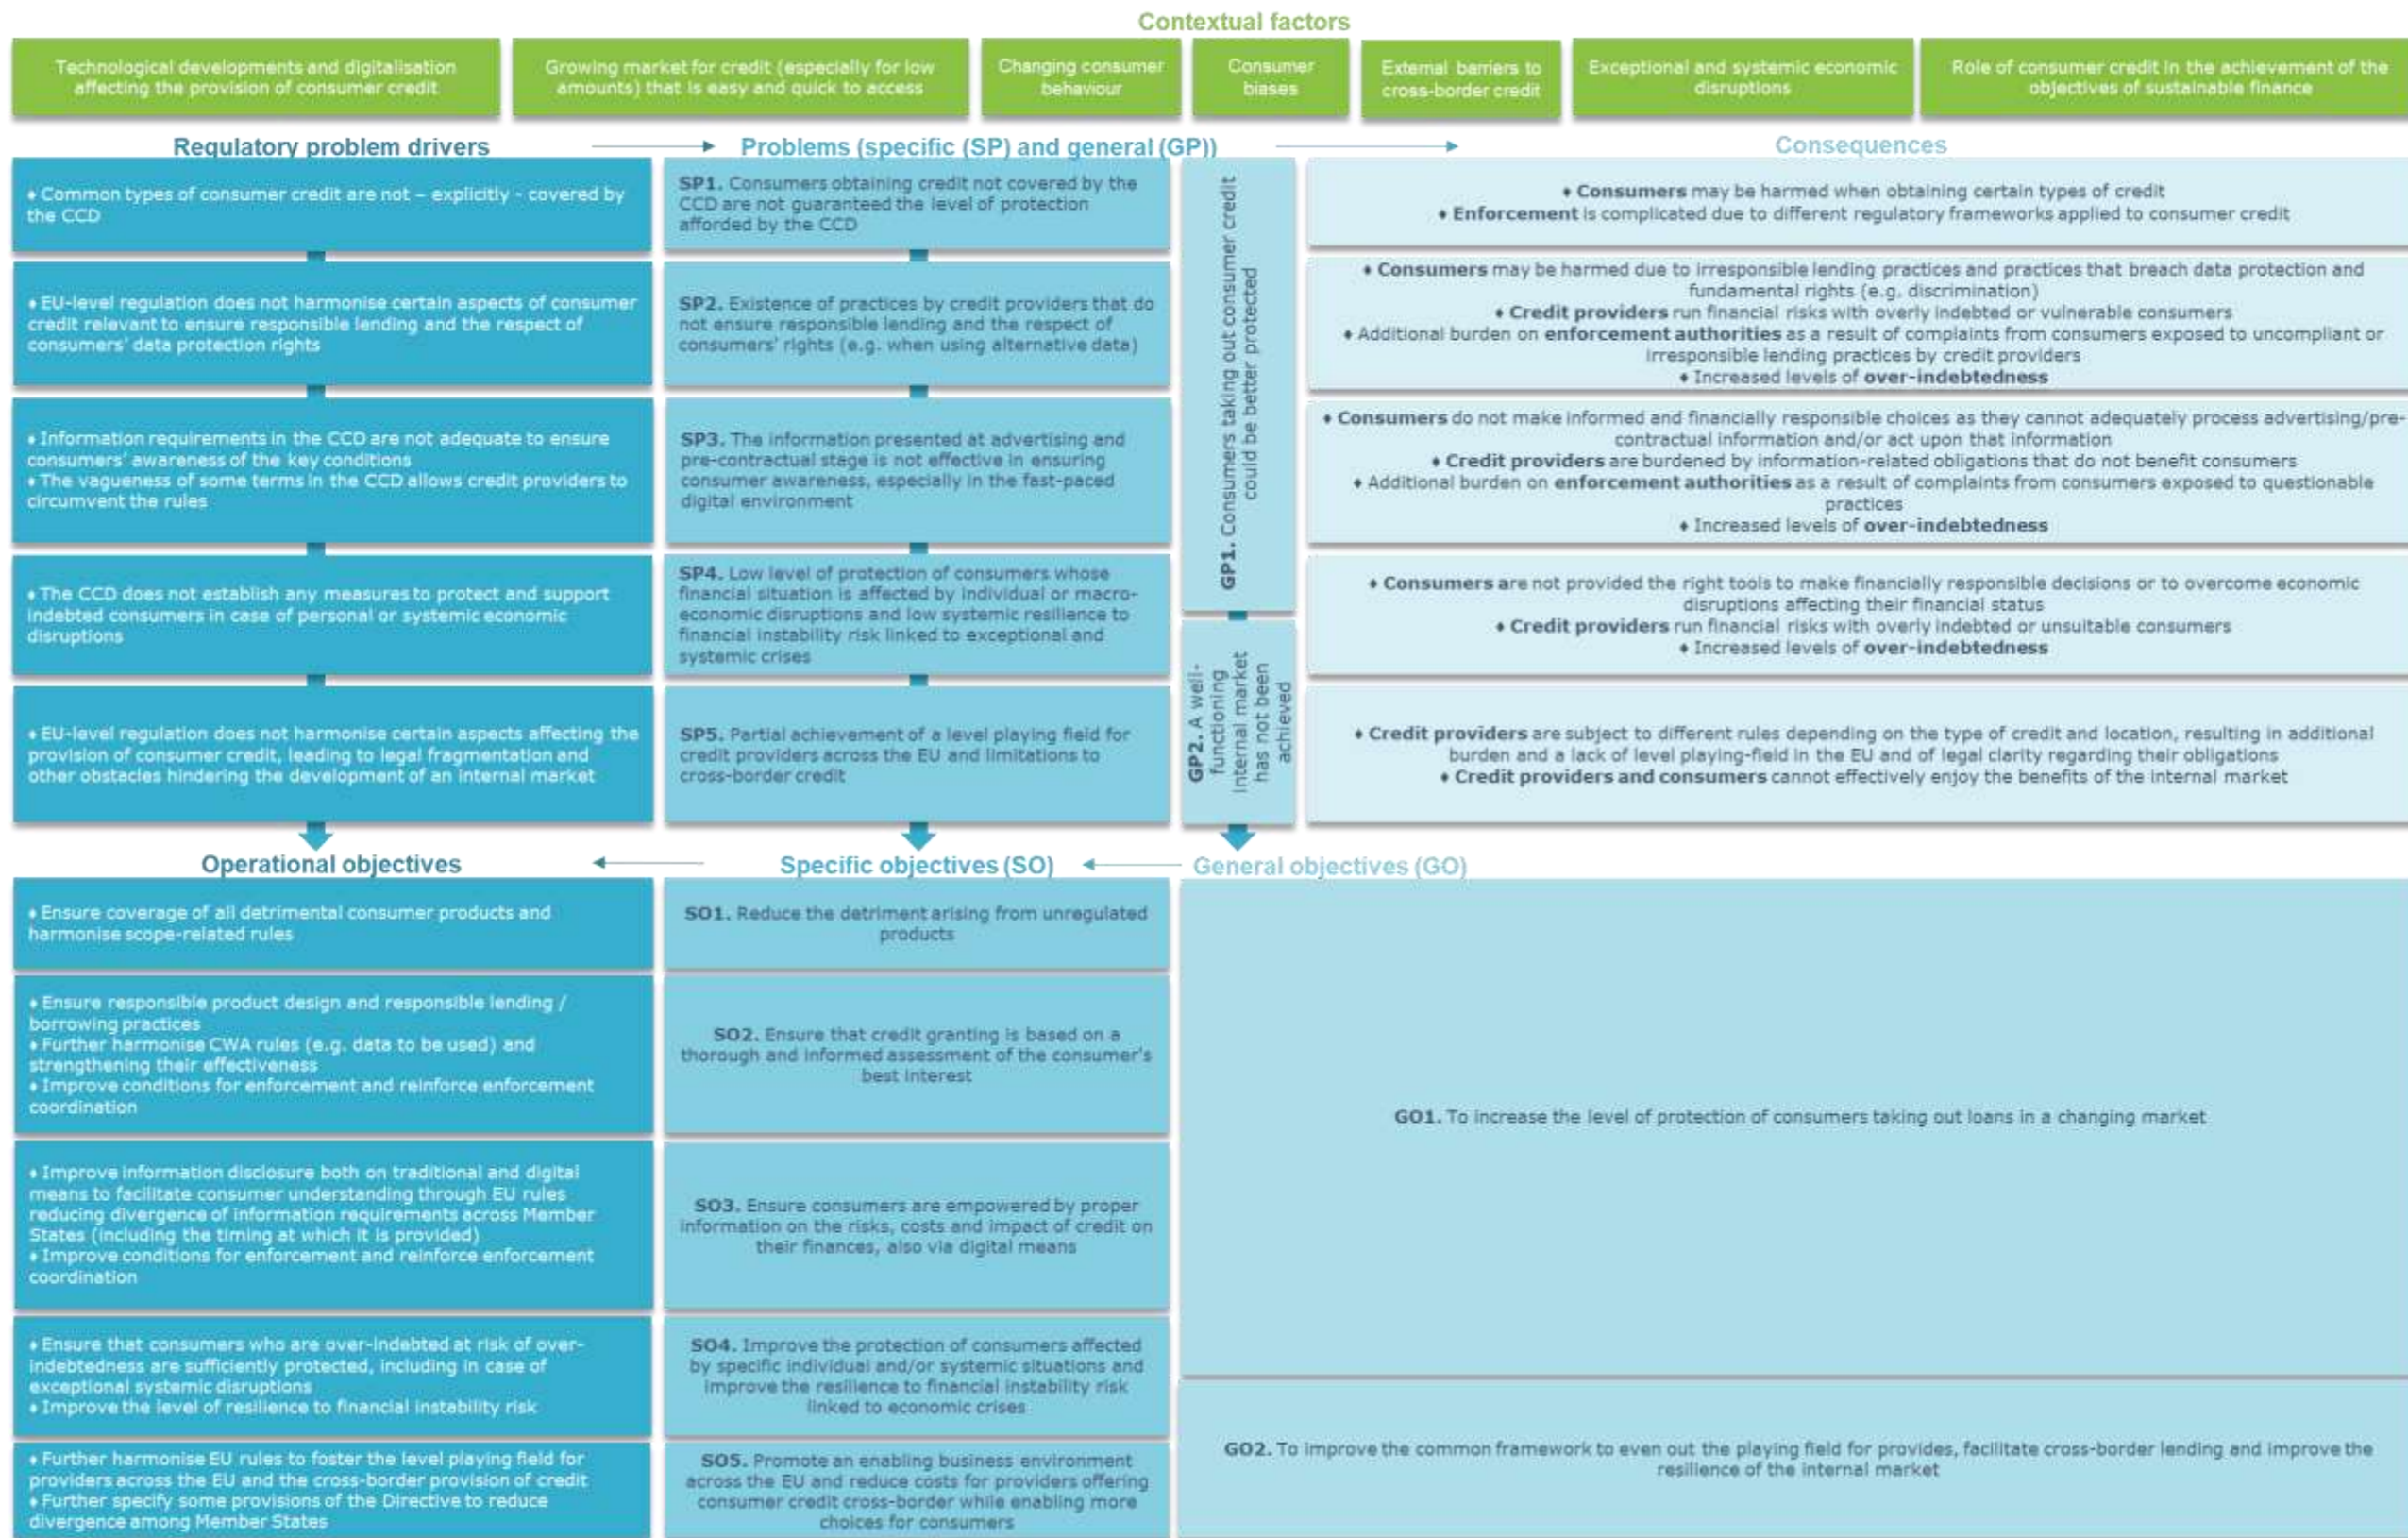 Contextual factors
Technological developments and digitalisation
affecting the provision of consumer credit
Growing market for credit (especially for low
amounts) that is easy and quick to access
Changing consumer
behaviour
Consumer
biases
External barriers to
cross-border credit
Exceptional and systemic economic
disruptions
Role of consumer credit in the achievement of the
objectives of sustainable finance
Regulatory problem drivers
Problems (specific (SP) and general (GP))
Consequences
♦ Common types of consumer credit are not – explicitly - covered by
the CCD
SP1. Consumers obtaining credit not covered by the
CCD are not guaranteed the level of protection
afforded by the CCD
♦ Consumers may be harmed when obtaining certain types of credit
♦ Enforcement is complicated due to different regulatory frameworks applied to consumer credit
♦ EU-level regulation does not harmonise certain aspects of consumer
credit relevant to ensure responsible lending and the respect of
consumers' data protection rights
SP2. Existence of practices by credit providers that do
not ensure responsible lending and the respect of
consumers' rights (e.g. when using alternative data)
♦ Consumers may be harmed due to irresponsible lending practices and practices that breach data protection and
fundamental rights (e.g. discrimination)
♦ Credit providers run financial risks with overly indebted or vulnerable consumers
♦ Additional burden on enforcement authorities as a result of complaints from consumers exposed to uncompliant or
irresponsible lending practices by credit providers
♦ Increased levels of over-indebtedness
♦ Information requirements in the CCD are not adequate to ensure
consumers' awareness of the key conditions
♦ The vagueness of some terms in the CCD allows credit providers to
circumvent the rules
SP3. The information presented at advertising and
pre-contractual stage is not effective in ensuring
consumer awareness, especially in the fast-paced
digital environment
♦ Consumers do not make informed and financially responsible choices as they cannot adequately process advertising/pre-
contractual information and/or act upon that information
♦ Credit providers are burdened by information-related obligations that do not benefit consumers
♦ Additional burden on enforcement authorities as a result of complaints from consumers exposed to questionable
practices
♦ Increased levels of over-indebtedness
♦ The CCD does not establish any measures to protect and support
indebted consumers in case of personal or systemic economic
disruptions
SP4. Low level of protection of consumers whose
financial situation is affected by individual or macro-
economic disruptions and low systemic resilience to
financial instability risk linked to exceptional and
systemic crises
♦ Consumers are not provided the right tools to make financially responsible decisions or to overcome economic
disruptions affecting their financial status
♦ Credit providers run financial risks with overly indebted or unsuitable consumers
♦ Increased levels of over-indebtedness
♦ EU-level regulation does not harmonise certain aspects affecting the
provision of consumer credit, leading to legal fragmentation and
other obstacles hindering the development of an internal market
SP5. Partial achievement of a level playing field for
credit providers across the EU and limitations to
cross-border credit
♦ Credit providers are subject to different rules depending on the type of credit and location, resulting in additional
burden and a lack of level playing-field in the EU and of legal clarity regarding their obligations
♦ Credit providers and consumers cannot effectively enjoy the benefits of the internal market
GP1. Consumers taking out consumer credit
could be better protected
GP2. A well-
functioning
internal market
has not been
achieved
Operational objectives
Specific objectives (SO)
General objectives (GO)
♦ Ensure coverage of all detrimental consumer products and
harmonise scope-related rules
SO1. Reduce the detriment arising from unregulated
products
♦ Ensure responsible product design and responsible lending /
borrowing practices
♦ Further harmonise CWA rules (e.g. data to be used) and
strengthening their effectiveness
♦ Improve conditions for enforcement and reinforce enforcement
coordination
SO2. Ensure that credit granting is based on a
thorough and informed assessment of the consumer's
best interest
♦ Improve information disclosure both on traditional and digital
means to facilitate consumer understanding through EU rules
reducing divergence of information requirements across Member
States (including the timing at which it is provided)
♦ Improve conditions for enforcement and reinforce enforcement
coordination
SO3. Ensure consumers are empowered by proper
information on the risks, costs and impact of credit on
their finances, also via digital means
♦ Ensure that consumers who are over-indebted at risk of over-
indebtedness are sufficiently protected, including in case of
exceptional systemic disruptions
♦ Improve the level of resilience to financial instability risk
SO4. Improve the protection of consumers affected
by specific individual and/or systemic situations and
improve the resilience to financial instability risk
linked to economic crises
♦ Further harmonise EU rules to foster the level playing field for
providers across the EU and the cross-border provision of credit
♦ Further specify some provisions of the Directive to reduce
divergence among Member States
SO5. Promote an enabling business environment
across the EU and reduce costs for providers offering
consumer credit cross-border while enabling more
choices for consumers
GO1. To increase the level of protection of consumers taking out loans in a changing market
GO2. To improve the common framework to even out the playing field for provides, facilitate cross-border lending and improve the
resilience of the internal market